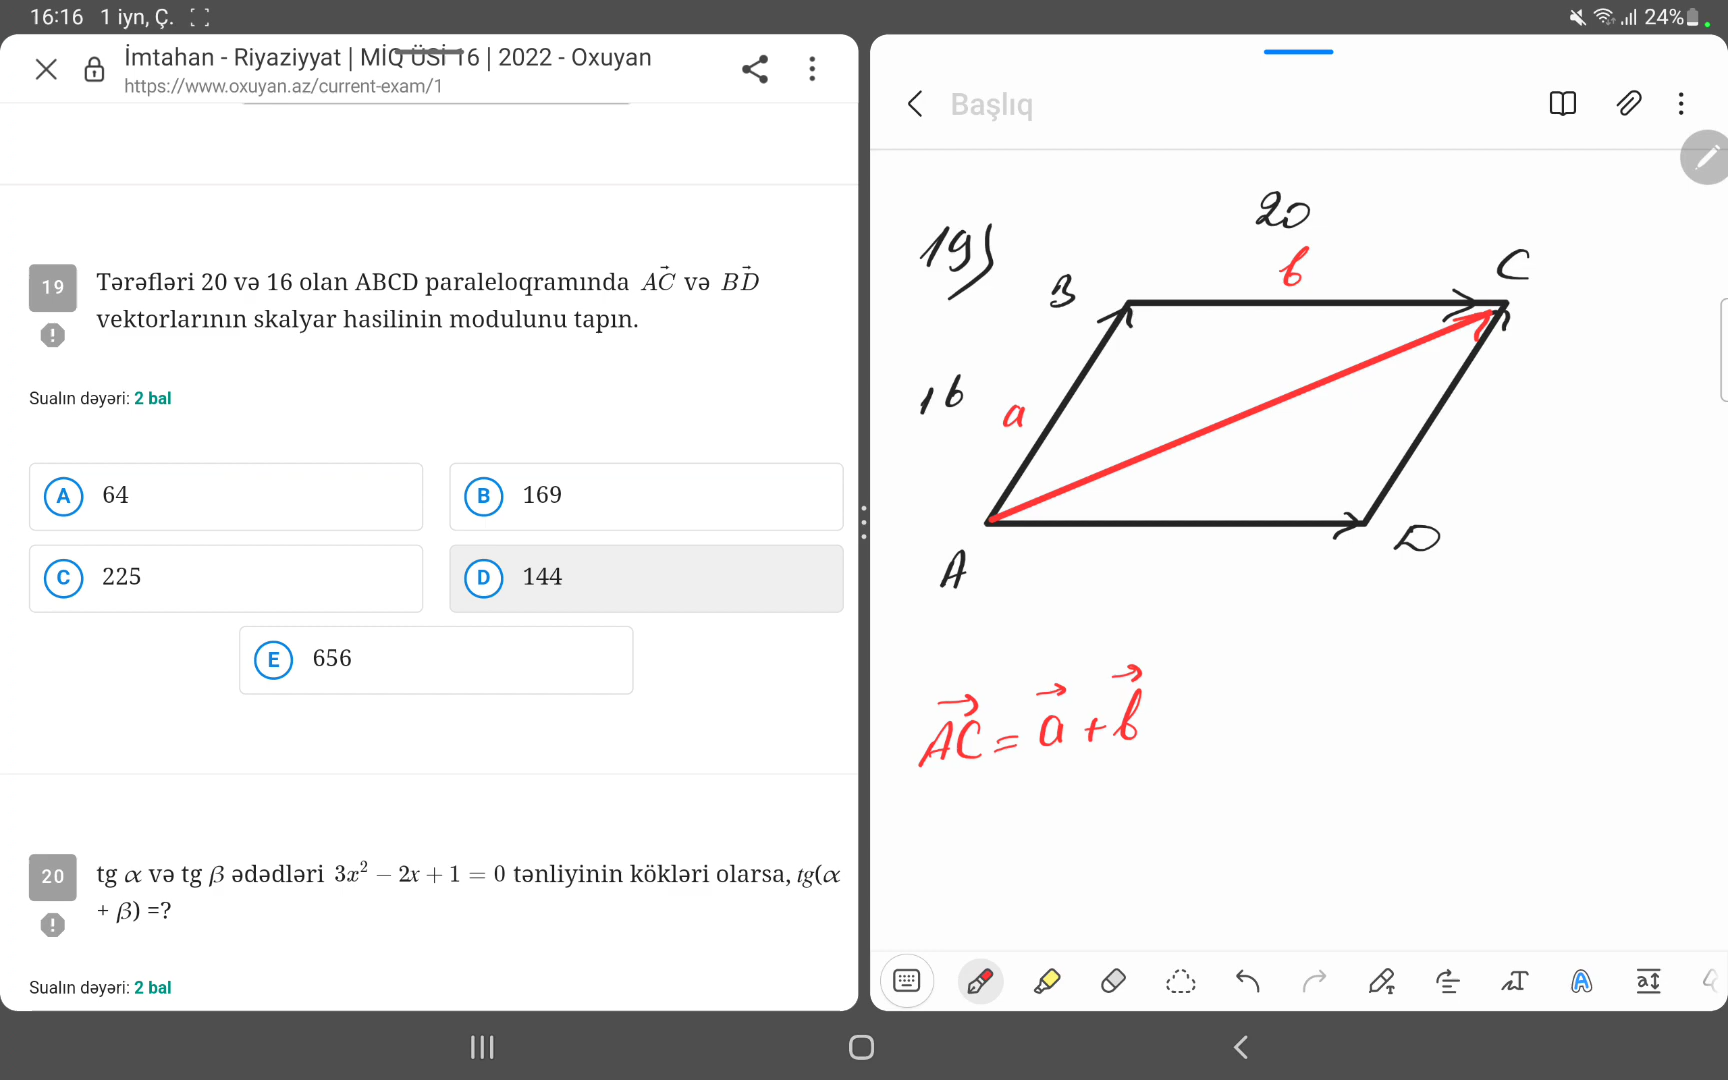 16:16 1 iyn, Ç.
24%
İmtahan - Riyaziyyat | MİQ ÜSİ 16 | 2022 - Oxuyan
https://www.oxuyan.az/current-exam/1
19
Tərəfləri 20 və 16 olan ABCD paraleloqramında A⃗C və B⃗D
vektorlarının skalyar hasilinin modulunu tapın.
Sualın dəyəri: 2 bal
A 64
B 169
C 225
D 144
E 656
20
tg α və tg β ədədləri 3x² − 2x + 1 = 0 tənliyinin kökləri olarsa, tg(α
+ β) =?
Sualın dəyəri: 2 bal
Başlıq
19)
20
b
B
C
16
a
A
D
A⃗C = a⃗ + b⃗